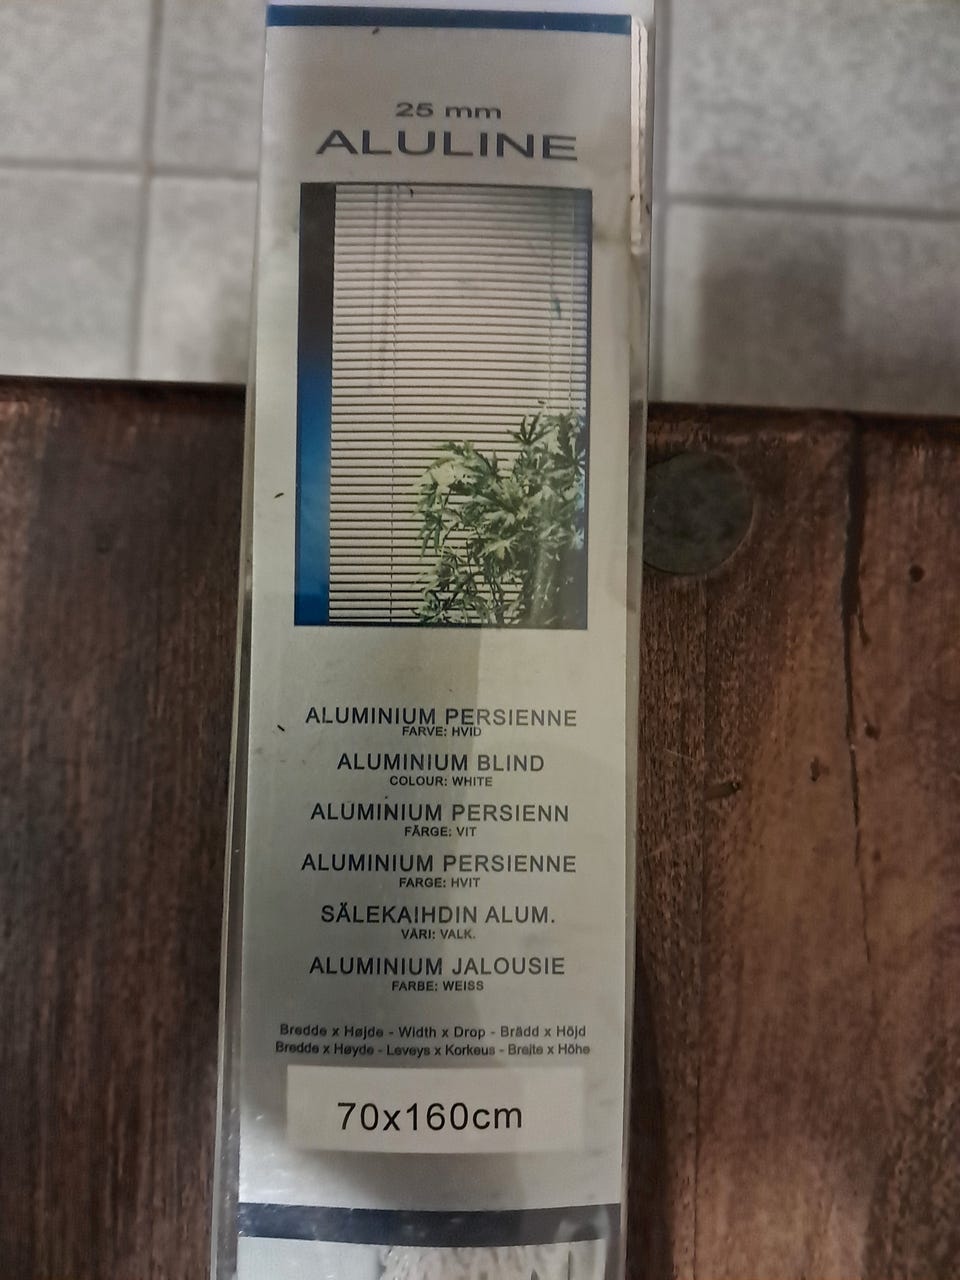 25 mm
ALULINE
ALUMINIUM PERSIENNE
FARVE: HVID
ALUMINIUM BLIND
COLOUR: WHITE
ALUMINIUM PERSIENN
FÄRGE: VIT
ALUMINIUM PERSIENNE
FARGE: HVIT
SÄLEKAIHDIN ALUM.
VÄRI: VALK.
ALUMINIUM JALOUSIE
FARBE: WEISS
Bredde x Højde - Width x Drop - Brädd x Höjd
Bredde x Høyde - Leveys x Korkeus - Breite x Höhe
70x160cm